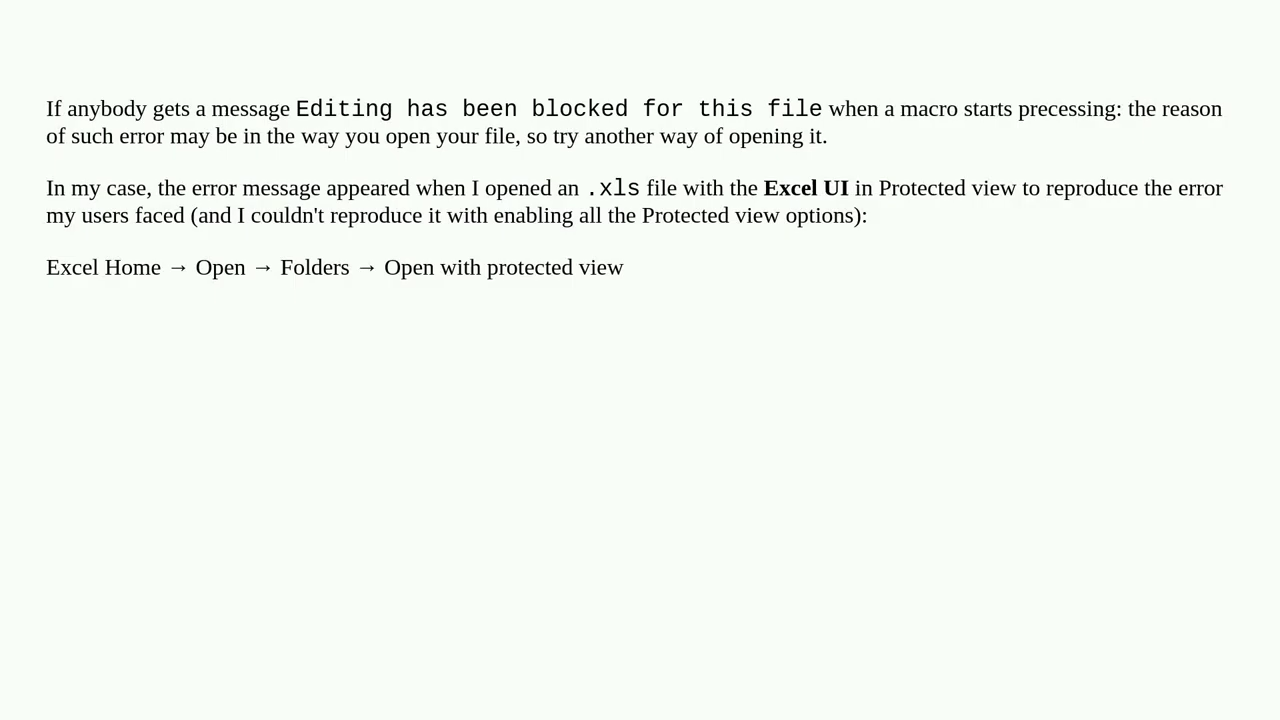 If anybody gets a message Editing has been blocked for this file when a macro starts precessing: the reason
of such error may be in the way you open your file, so try another way of opening it.
In my case, the error message appeared when I opened an .xls file with the Excel UI in Protected view to reproduce the error
my users faced (and I couldn't reproduce it with enabling all the Protected view options):
Excel Home → Open → Folders → Open with protected view